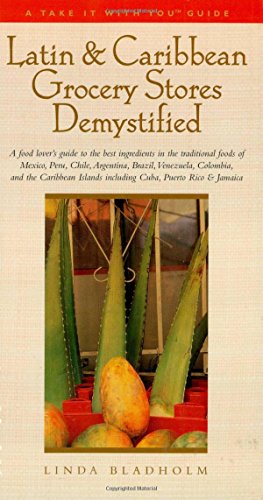 A TAKE IT WITH YOU™ GUIDE
Latin & Caribbean
Grocery Stores
Demystified
A food lover's guide to the best ingredients in the traditional foods of
Mexico, Peru, Chile, Argentina, Brazil, Venezuela, Colombia,
and the Caribbean Islands including Cuba, Puerto Rico & Jamaica
LINDA BLADHOLM